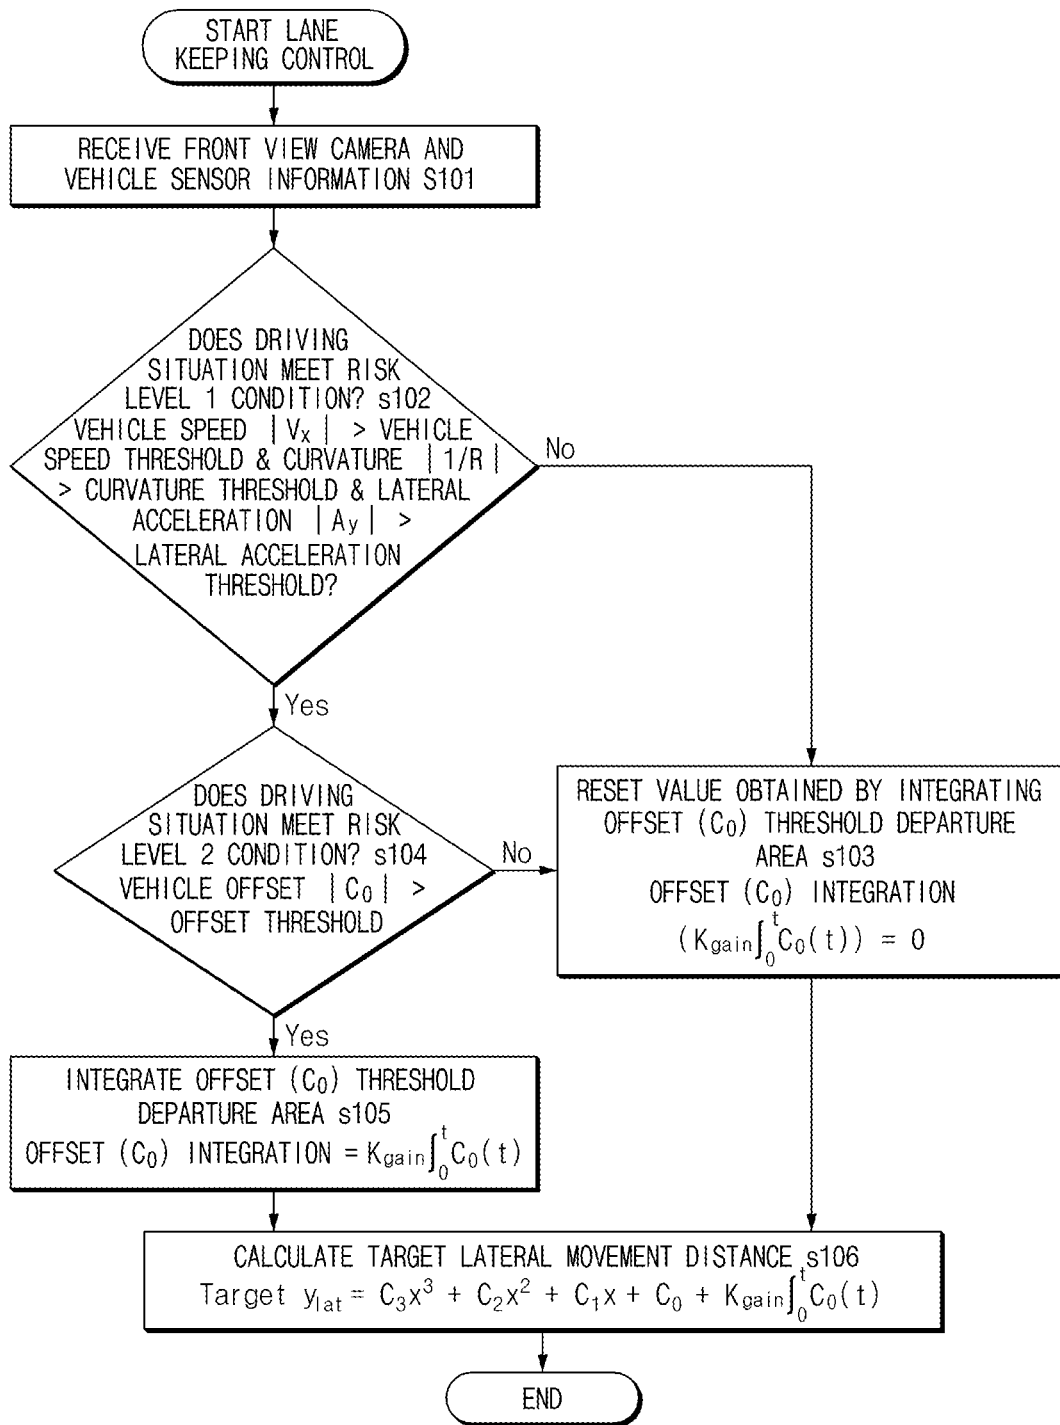 START LANE
KEEPING CONTROL
RECEIVE FRONT VIEW CAMERA AND
VEHICLE SENSOR INFORMATION S101
DOES DRIVING
SITUATION MEET RISK
LEVEL 1 CONDITION? s102
VEHICLE SPEED |Vₓ| > VEHICLE
SPEED THRESHOLD & CURVATURE |1/R|
> CURVATURE THRESHOLD & LATERAL
ACCELERATION |Ay| >
LATERAL ACCELERATION
THRESHOLD?
No
Yes
DOES DRIVING
SITUATION MEET RISK
LEVEL 2 CONDITION? s104
VEHICLE OFFSET |C₀| >
OFFSET THRESHOLD
No
Yes
RESET VALUE OBTAINED BY INTEGRATING
OFFSET (C₀) THRESHOLD DEPARTURE
AREA s103
OFFSET (C₀) INTEGRATION
(Kgain∫₀ᵗC₀(t)) = 0
INTEGRATE OFFSET (C₀) THRESHOLD
DEPARTURE AREA s105
OFFSET (C₀) INTEGRATION = Kgain∫₀ᵗC₀(t)
CALCULATE TARGET LATERAL MOVEMENT DISTANCE s106
Target ylat = C₃x³ + C₂x² + C₁x + C₀ + Kgain∫₀ᵗC₀(t)
END